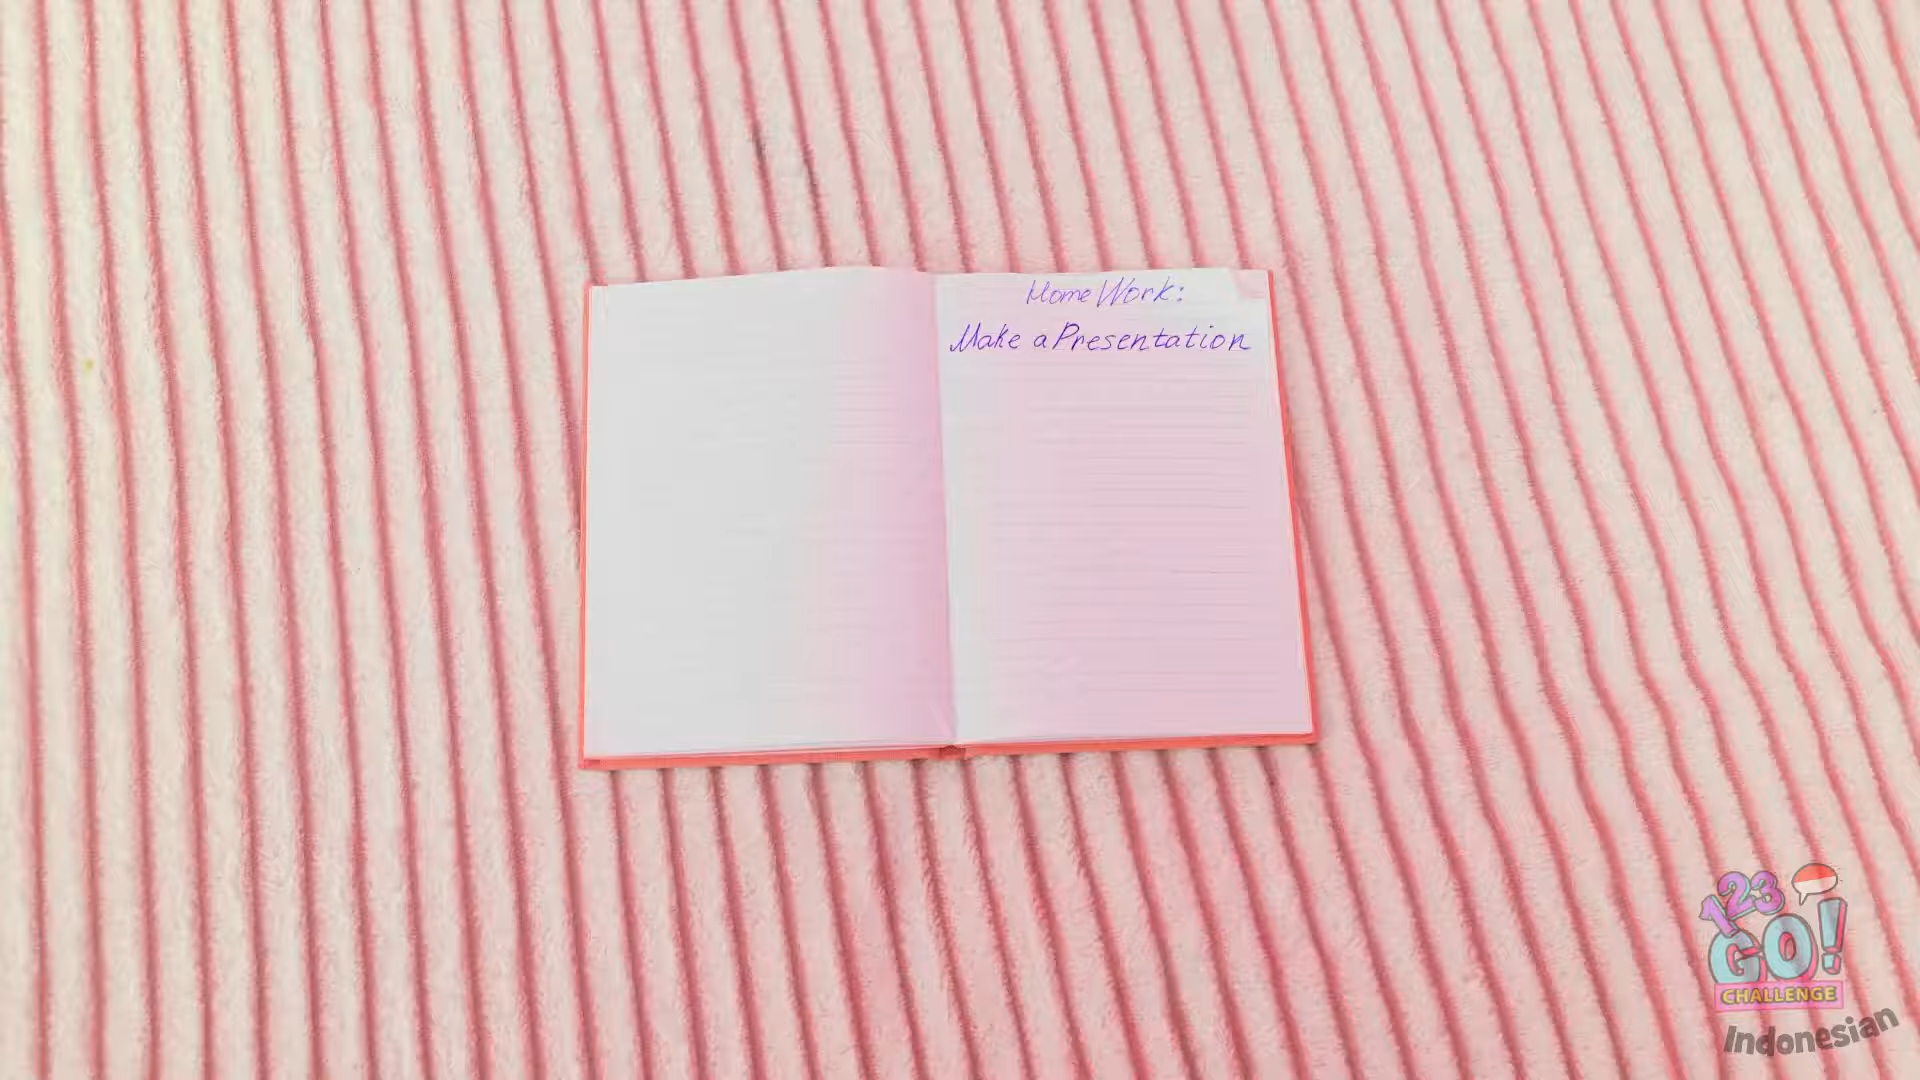 Home Work:
Make a Presentation
123
GO!
CHALLENGE
Indonesian